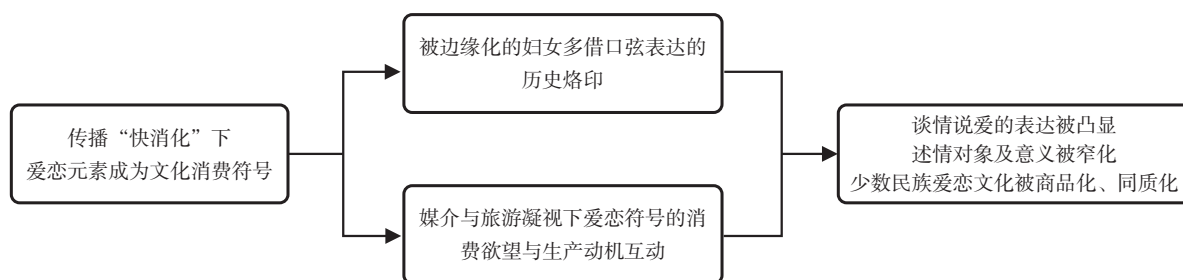 传播“快消化”下
爱恋元素成为文化消费符号
被边缘化的妇女多借口弦表达的
历史烙印
媒介与旅游凝视下爱恋符号的消
费欲望与生产动机互动
谈情说爱的表达被凸显
述情对象及意义被窄化
少数民族爱恋文化被商品化、同质化